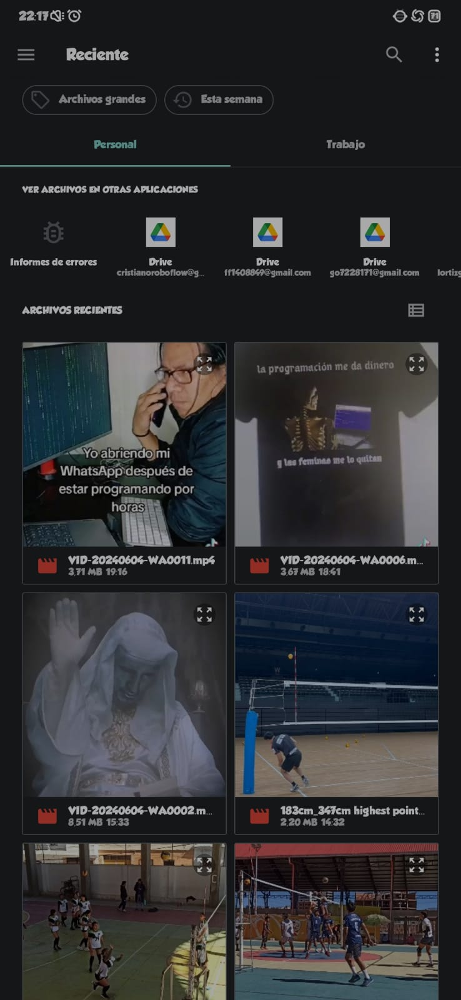 22:17
71
Reciente
Archivos grandes
Esta semana
Personal
Trabajo
VER ARCHIVOS EN OTRAS APLICACIONES
Informes de errores
Drive
cristianoroboflow@g...
Drive
ff1408849@gmail.com
Drive
go7228171@gmail.com
lortizg
ARCHIVOS RECIENTES
Yo abriendo mi
WhatsApp después de
estar programando por
horas
la programación me da dinero
y las feminas me lo quitan
VID-20240604-WA0011.mp4
3,71 MB 19:16
VID-20240604-WA0006.m...
3,67 MB 18:41
VID-20240604-WA0002.m...
8,51 MB 15:33
183cm_347cm highest point...
2,20 MB 14:32